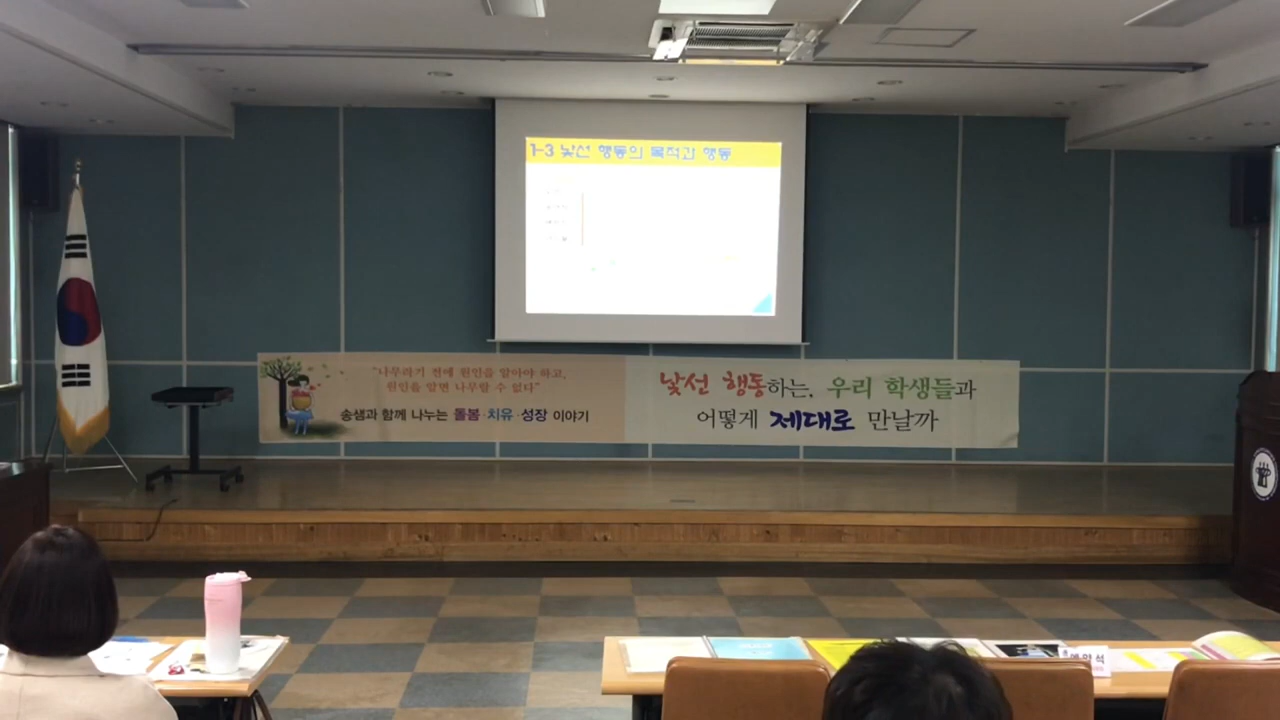 1-3 낯선 행동의 목적과 행동
"나무라기 전에 원인을 알아야 하고,
원인을 알면 나무랄 수 없다"
송샘과 함께 나누는 돌봄·치유·성장 이야기
낯선 행동하는, 우리 학생들과
어떻게 제대로 만날까